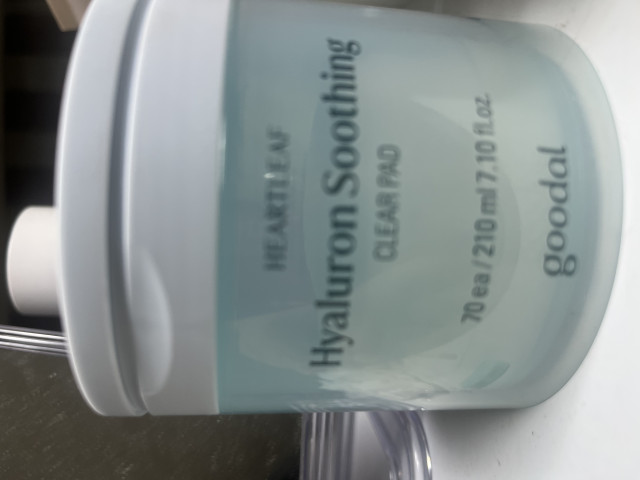 HEARTLEAF
Hyaluron Soothing
CLEAR PAD
70 ea / 210 ml 7.10 fl.oz.
goodal